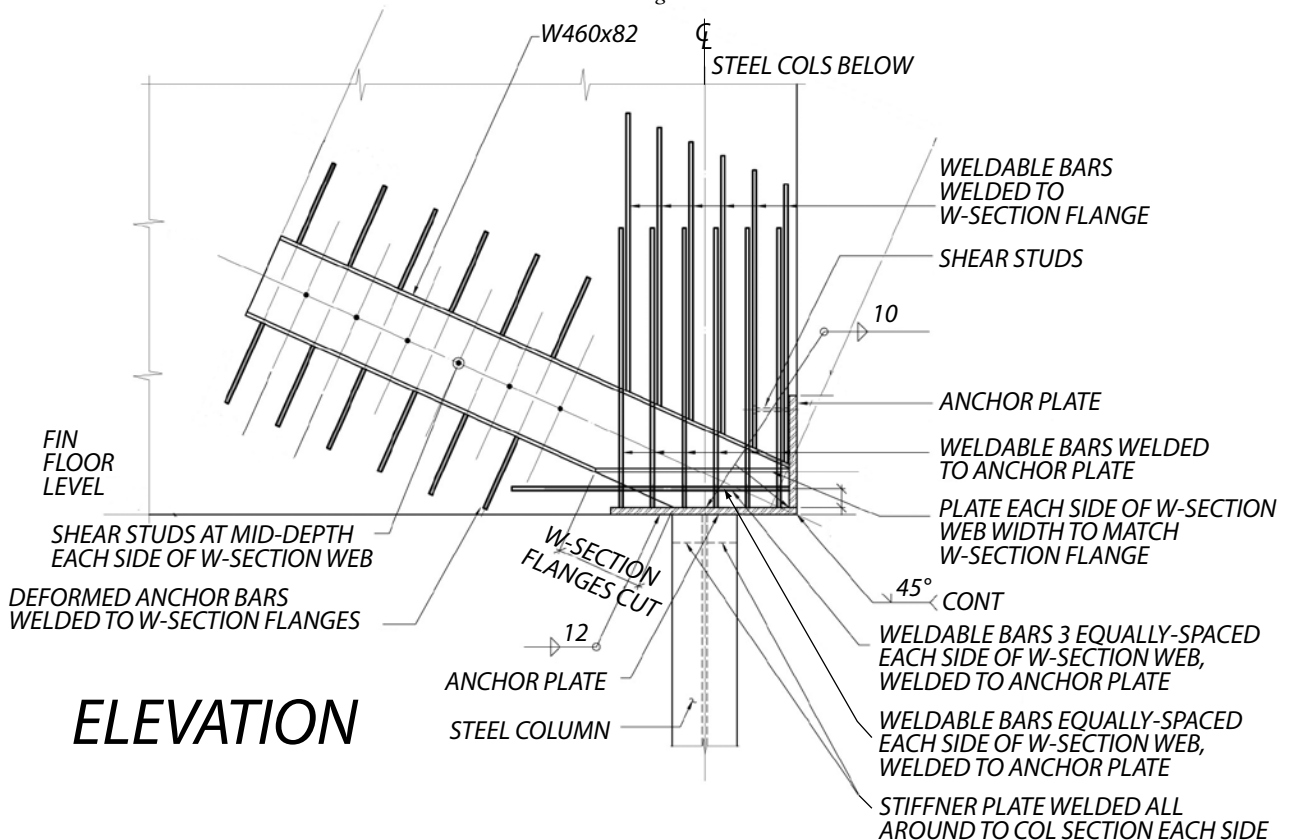 W460x82
℄
STEEL COLS BELOW
WELDABLE BARS
WELDED TO
W-SECTION FLANGE
SHEAR STUDS
10
ANCHOR PLATE
WELDABLE BARS WELDED
TO ANCHOR PLATE
FIN
FLOOR
LEVEL
PLATE EACH SIDE OF W-SECTION
WEB WIDTH TO MATCH
W-SECTION FLANGE
SHEAR STUDS AT MID-DEPTH
EACH SIDE OF W-SECTION WEB
W-SECTION
FLANGES CUT
45°
CONT
DEFORMED ANCHOR BARS
WELDED TO W-SECTION FLANGES
12
WELDABLE BARS 3 EQUALLY-SPACED
EACH SIDE OF W-SECTION WEB,
WELDED TO ANCHOR PLATE
ANCHOR PLATE
STEEL COLUMN
WELDABLE BARS EQUALLY-SPACED
EACH SIDE OF W-SECTION WEB,
WELDED TO ANCHOR PLATE
ELEVATION
STIFFNER PLATE WELDED ALL
AROUND TO COL SECTION EACH SIDE